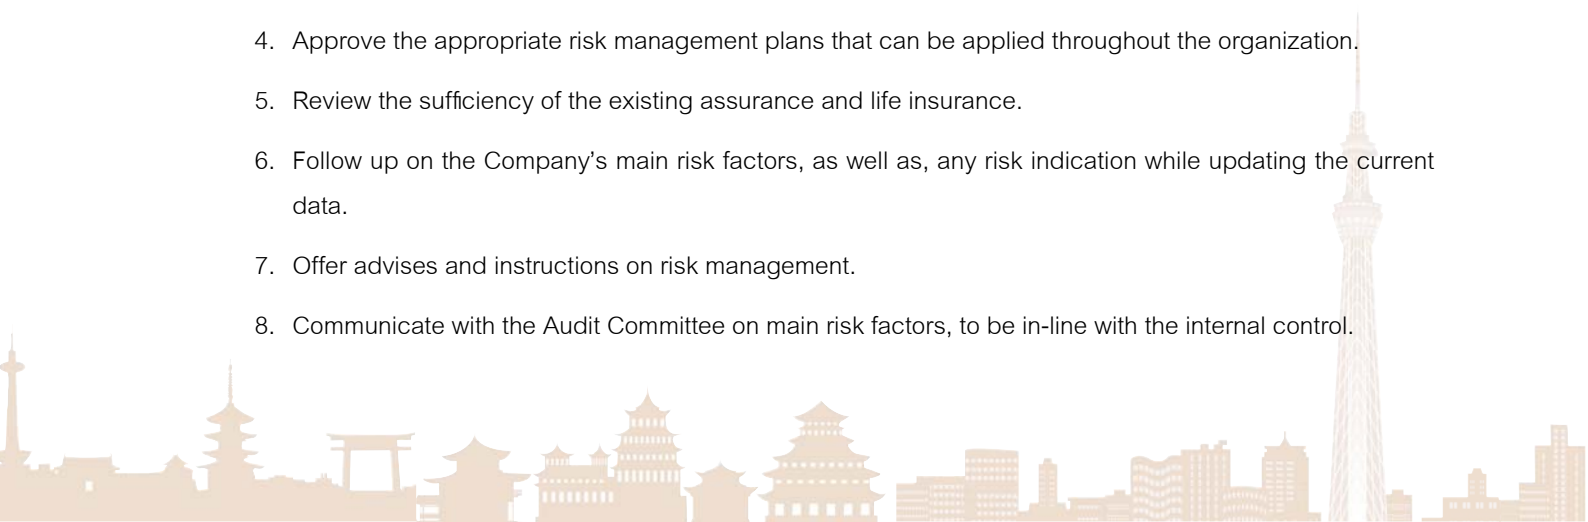 4. Approve the appropriate risk management plans that can be applied throughout the organization.
5. Review the sufficiency of the existing assurance and life insurance.
6. Follow up on the Company's main risk factors, as well as, any risk indication while updating the current
data.
7. Offer advises and instructions on risk management.
8. Communicate with the Audit Committee on main risk factors, to be in-line with the internal control.